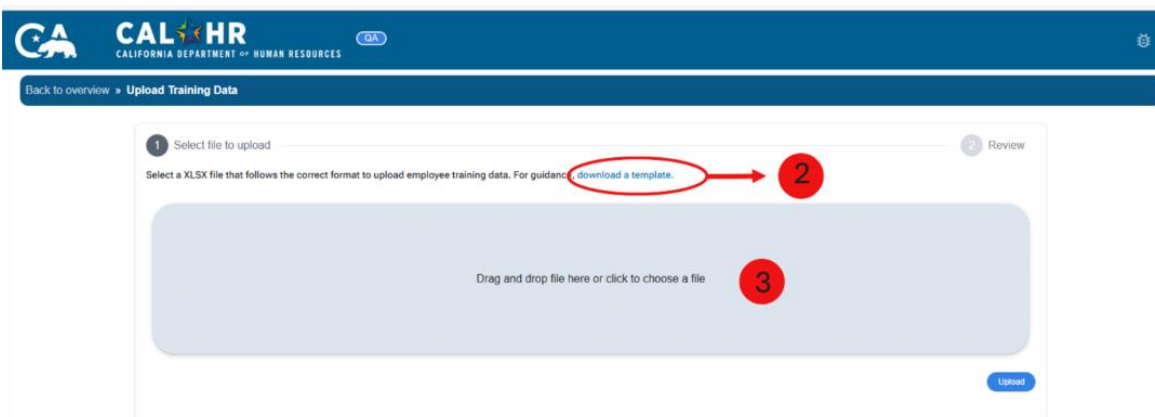 CA
CAL HR
CALIFORNIA DEPARTMENT OF HUMAN RESOURCES
QA
Back to overview » Upload Training Data
1 Select file to upload
2 Review
Select a XLSX file that follows the correct format to upload employee training data. For guidance, download a template.
2
Drag and drop file here or click to choose a file
3
Upload